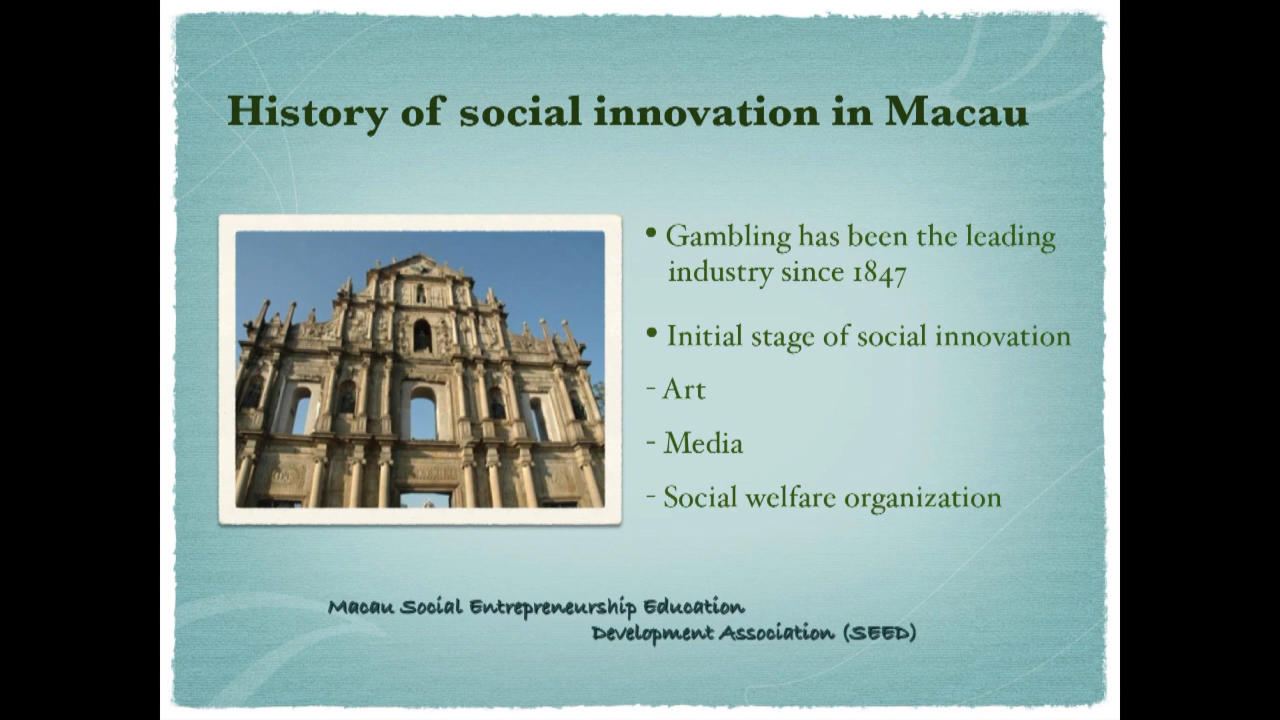 History of social innovation in Macau
• Gambling has been the leading
industry since 1847
• Initial stage of social innovation
- Art
- Media
- Social welfare organization
Macau Social Entrepreneurship Education
Development Association (SEED)